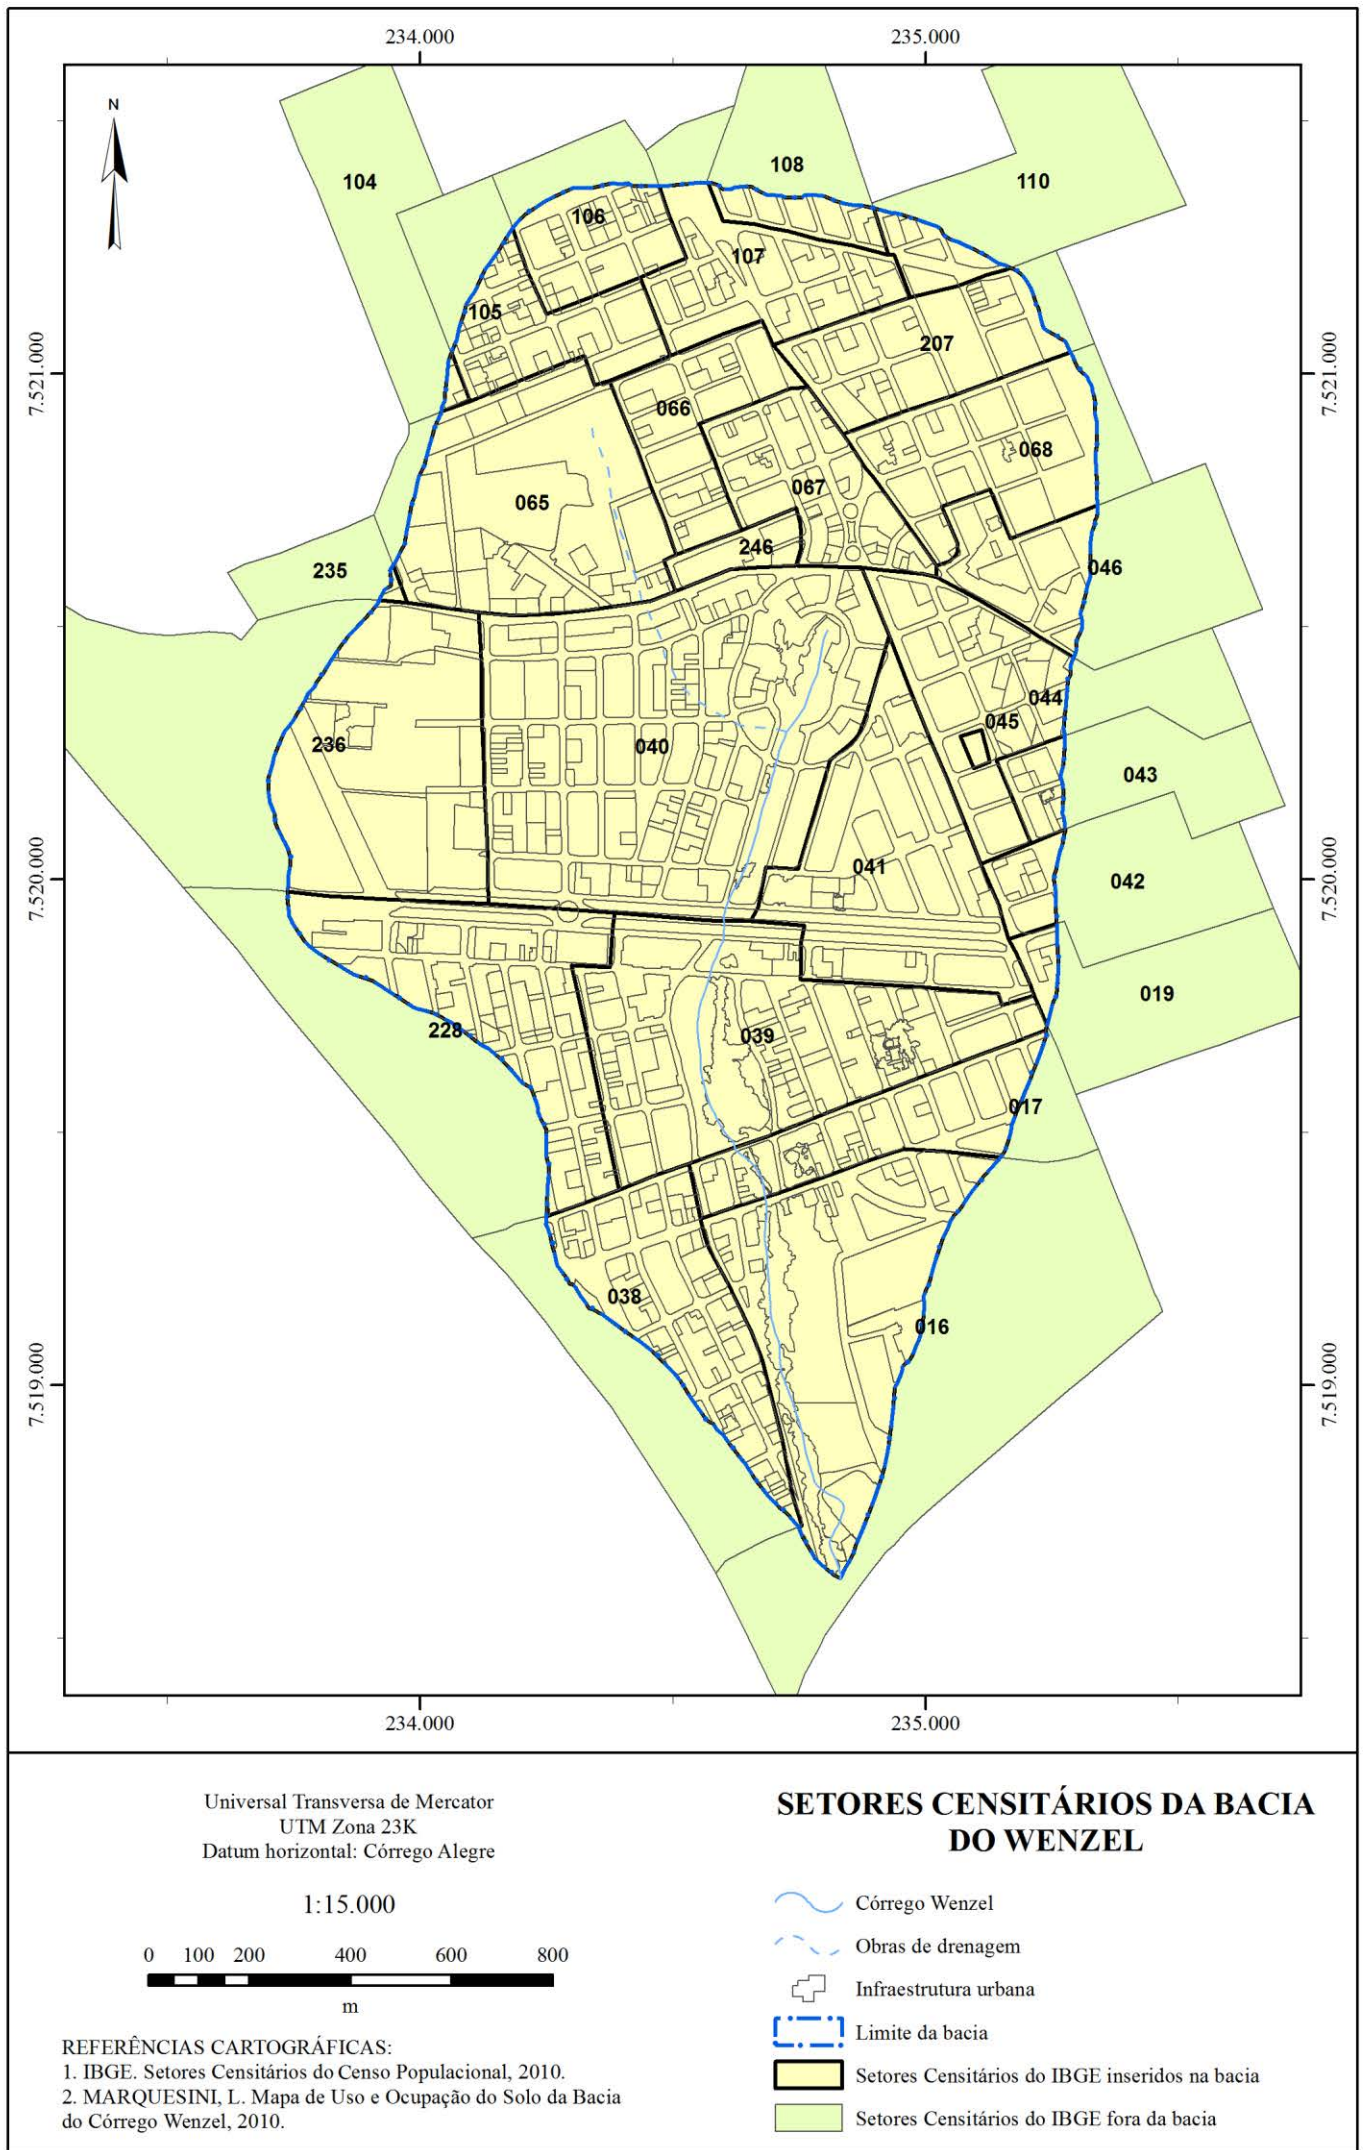 234.000
235.000
N
104
108
110
106
107
105
207
7.521.000
7.521.000
066
068
065
067
246
235
046
044
045
236
040
043
041
042
7.520.000
7.520.000
019
228
039
017
038
016
7.519.000
7.519.000
234.000
235.000
Universal Transversa de Mercator
UTM Zona 23K
Datum horizontal: Córrego Alegre
1:15.000
0 100 200 400 600 800
m
REFERÊNCIAS CARTOGRÁFICAS:
1. IBGE. Setores Censitários do Censo Populacional, 2010.
2. MARQUESINI, L. Mapa de Uso e Ocupação do Solo da Bacia
do Córrego Wenzel, 2010.
SETORES CENSITÁRIOS DA BACIA
DO WENZEL
Córrego Wenzel
Obras de drenagem
Infraestrutura urbana
Limite da bacia
Setores Censitários do IBGE inseridos na bacia
Setores Censitários do IBGE fora da bacia